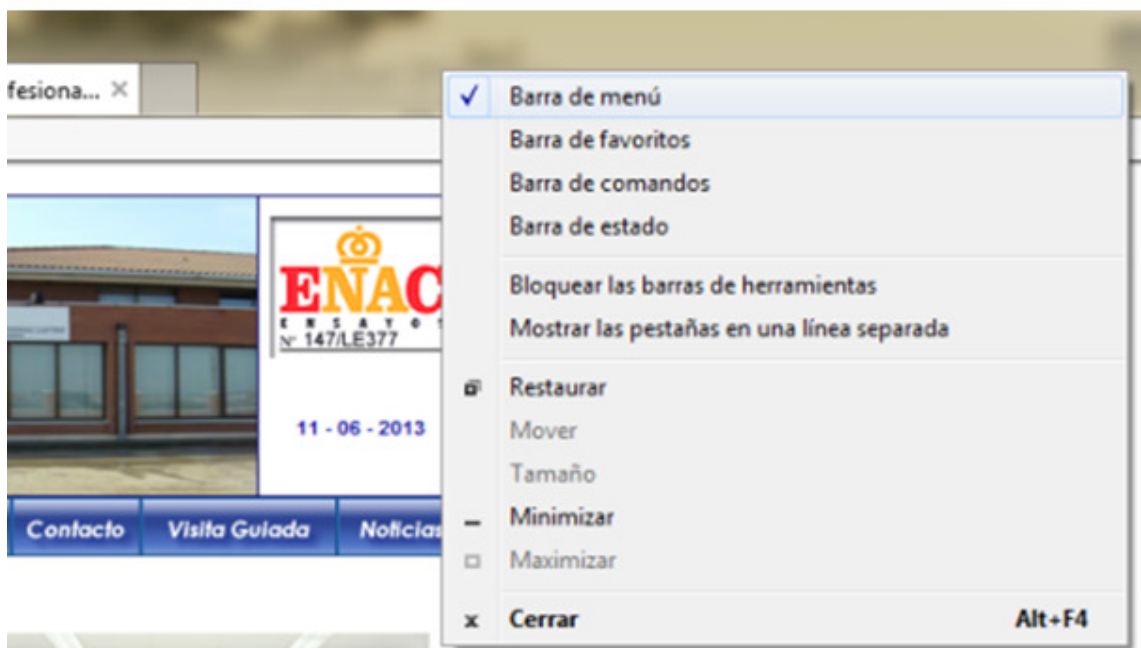 fesiona...
Barra de menú
Barra de favoritos
Barra de comandos
Barra de estado
Bloquear las barras de herramientas
Mostrar las pestañas en una línea separada
Restaurar
Mover
Tamaño
Minimizar
Maximizar
Cerrar Alt+F4
ENAC
ENSAYOS
Nº 147/LE377
11 - 06 - 2013
Contacto Visita Guiada Noticias